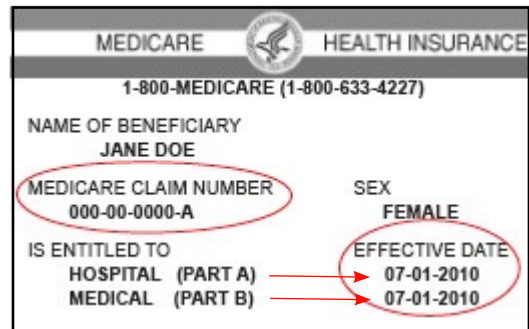 MEDICARE HEALTH INSURANCE
1-800-MEDICARE (1-800-633-4227)
NAME OF BENEFICIARY
JANE DOE
MEDICARE CLAIM NUMBER SEX
000-00-0000-A FEMALE
IS ENTITLED TO EFFECTIVE DATE
HOSPITAL (PART A) 07-01-2010
MEDICAL (PART B) 07-01-2010